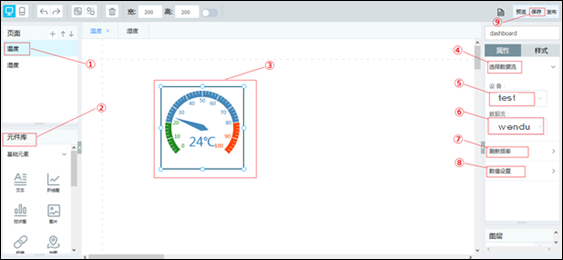 宽: 200 高: 200
⑨
预览 保存 发布
页面
温度
①
湿度
②
元件库
基础元素
文本 折线图
柱状图 图片
温度 × 湿度
③
0 10 20 30 40 50 60 70 80 90 100
24℃
dashboard
属性 样式
④
选择数据流
设备:
⑤
test
数据流:
⑥
wendu
⑦
刷新频率
⑧
数值设置
图层